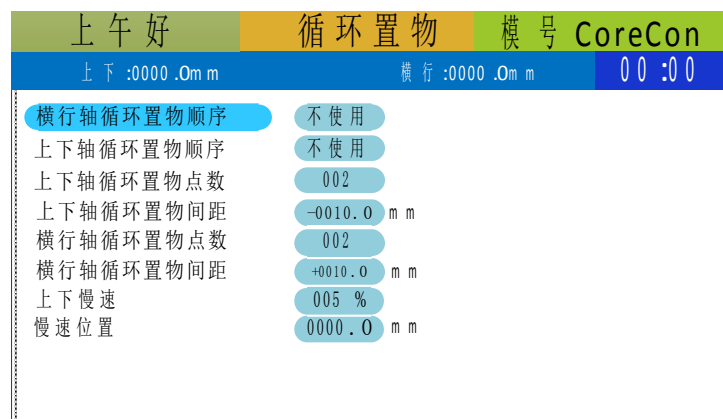 上午好 循环置物 模号 CoreCon
上下:0000.0mm 横行:0000.0mm 00:00
横行轴循环置物顺序 不使用
上下轴循环置物顺序 不使用
上下轴循环置物点数 002
上下轴循环置物间距 -0010.0 mm
横行轴循环置物点数 002
横行轴循环置物间距 +0010.0 mm
上下慢速 005 %
慢速位置 0000.0 mm